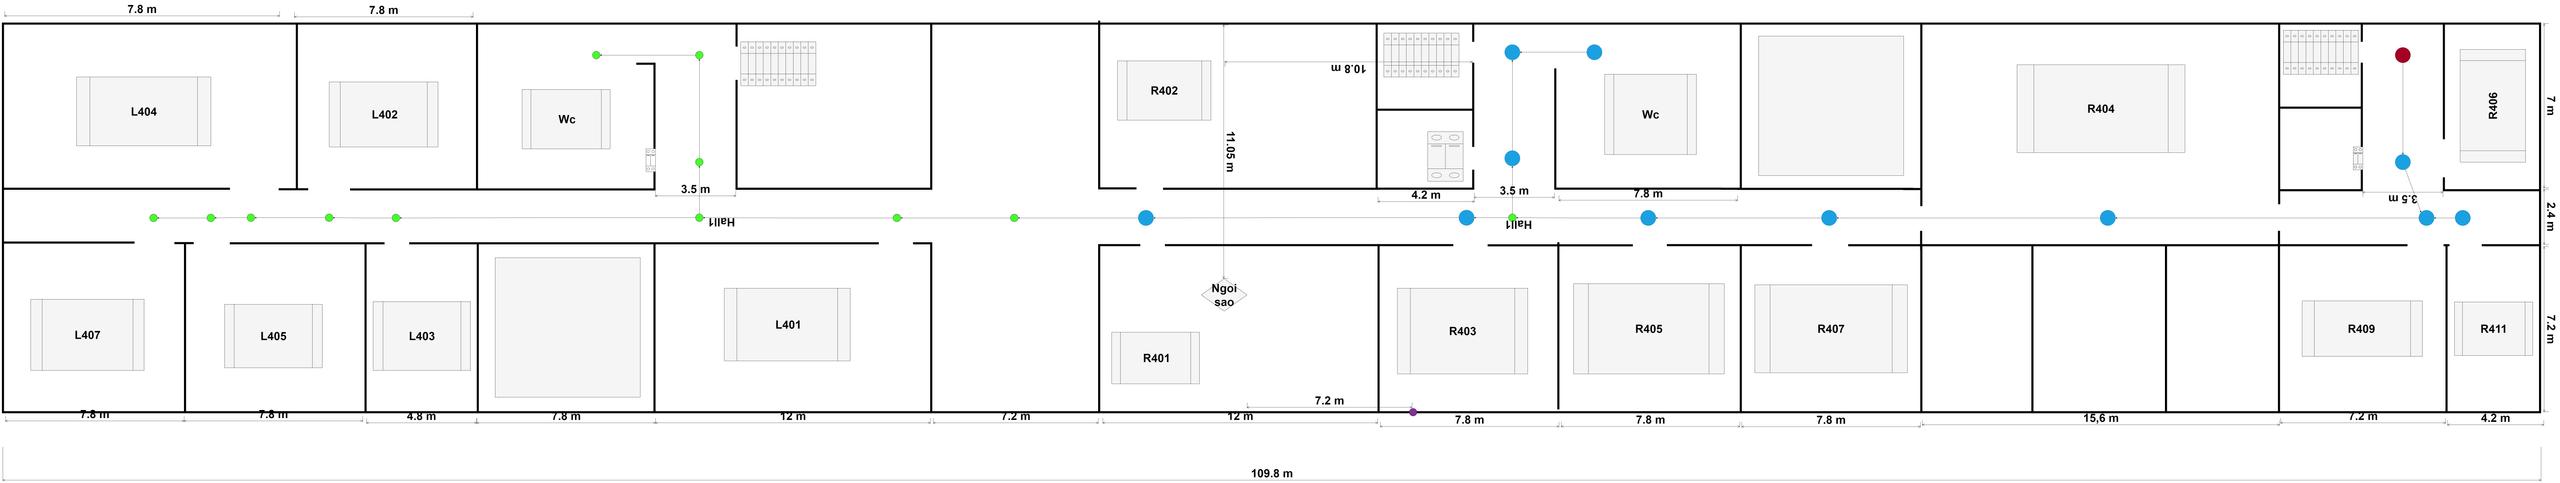 7.8 m
7.8 m
L404
L402
Wc
3.5 m
R402
10.8 m
11.05 m
4.2 m
3.5 m
Wc
7.8 m
R404
3.5 m
R406
7 m
Hall1
Hall1
2.4 m
L407
L405
L403
L401
Ngoi
sao
R401
R403
R405
R407
R409
R411
7.2 m
7.2 m
7.8 m
7.8 m
4.8 m
7.8 m
12 m
7.2 m
12 m
7.8 m
7.8 m
7.8 m
15,6 m
7.2 m
4.2 m
109.8 m